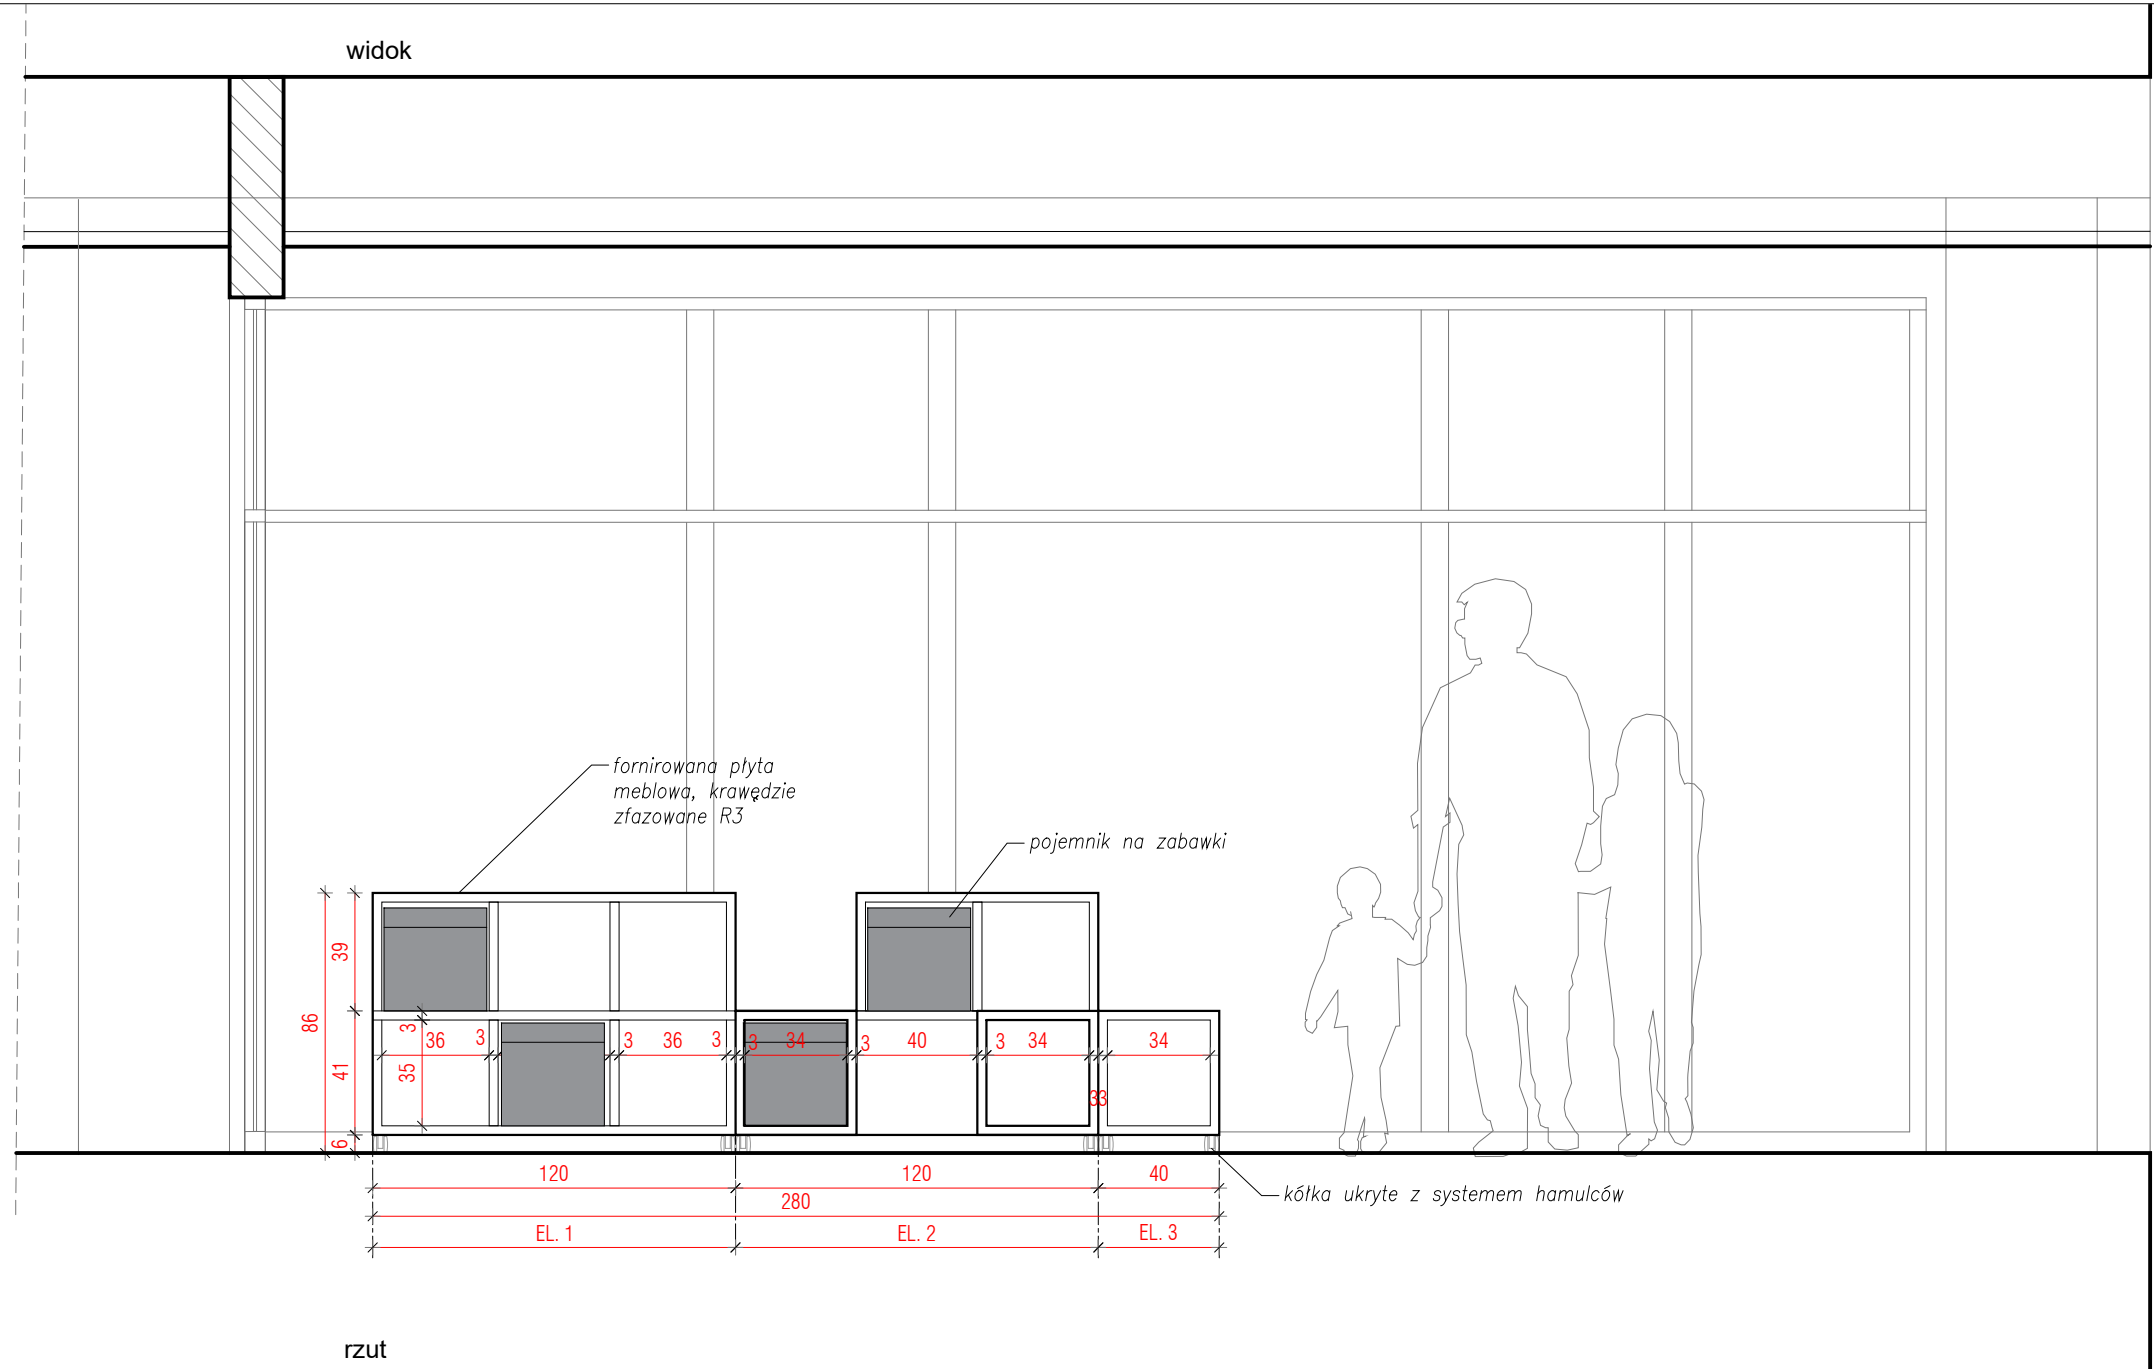 widok
fornirowana płyta
meblowa, krawędzie
zfazowane R3
pojemnik na zabawki
39
86
3
36
3
3
36
3
3
34
3
40
3
34
34
41
35
33
6
120
120
40
kółka ukryte z systemem hamulców
280
EL. 1
EL. 2
EL. 3
rzut